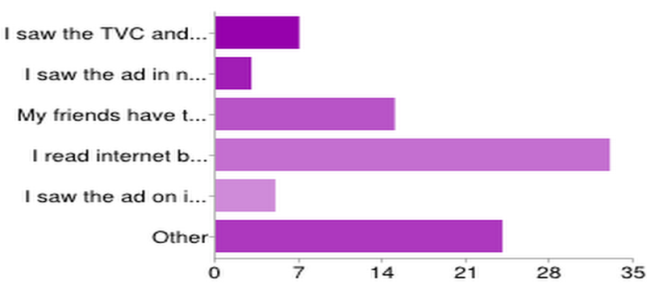 I saw the TVC and...
I saw the ad in n...
My friends have t...
I read internet b...
I saw the ad on i...
Other
0 7 14 21 28 35